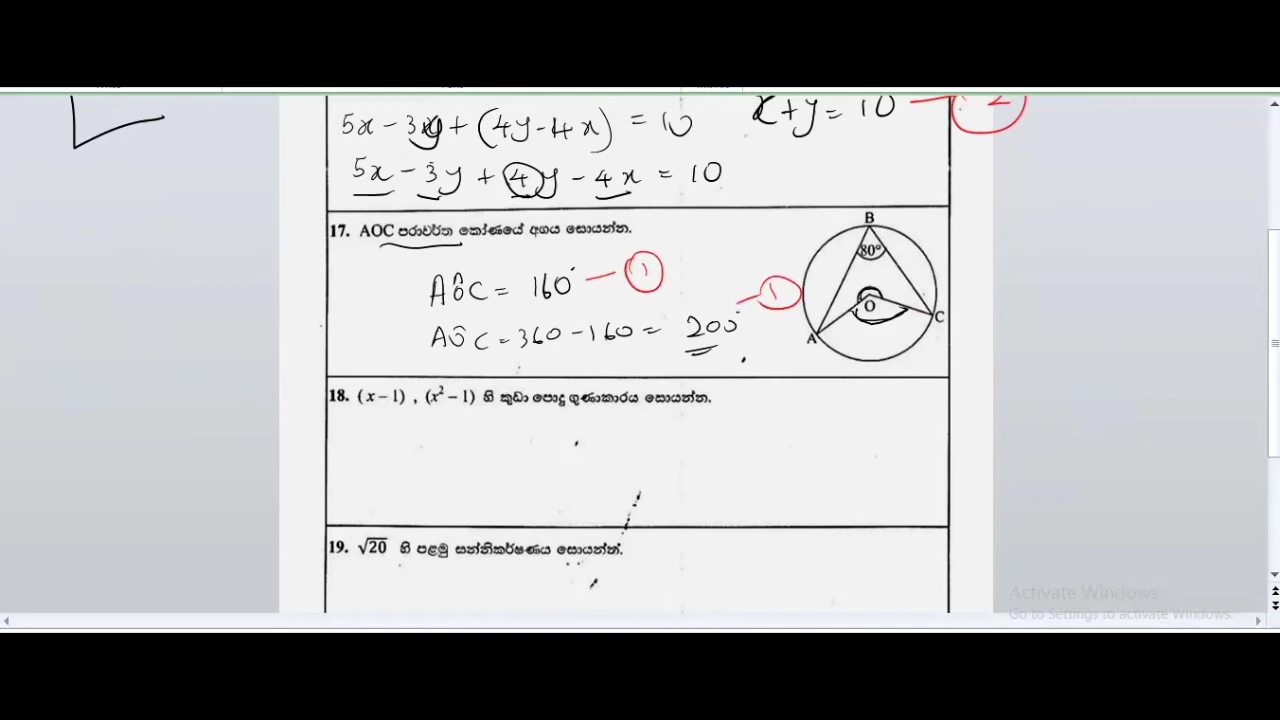 x+y = 10 — 2
5x - 3y + (4y-4x) = 10
5x - 3y + 4y - 4x = 10
17. AOC පරාවර්ත කෝණයේ අගය සොයන්න.
B
80°
AÔC = 160° — 1
O
C
A
AÔC = 360 - 160 = 200° — 1
18. (x − 1) , (x² − 1) හි කුඩා පොදු ගුණාකාරය සොයන්න.
19. √20 හි පළමු සන්නිකර්ෂණය සොයන්න.
Activate Windows
Go to Settings to activate Windows.